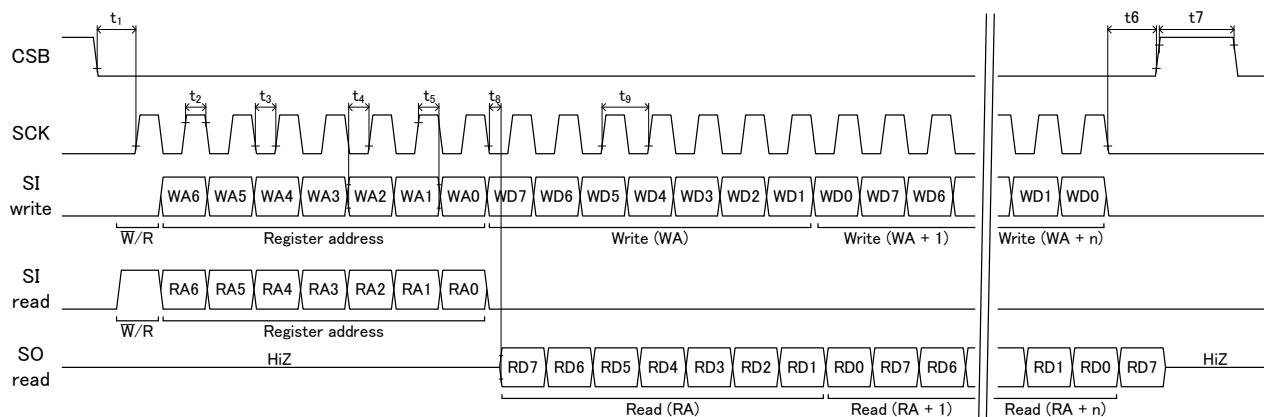 t1 t6 t7
CSB
t2 t3 t4 t5 t8 t9
SCK
SI write WA6 WA5 WA4 WA3 WA2 WA1 WA0 WD7 WD6 WD5 WD4 WD3 WD2 WD1 WD0 WD7 WD6 WD1 WD0
W/R Register address Write (WA) Write (WA + 1) Write (WA + n)
SI read RA6 RA5 RA4 RA3 RA2 RA1 RA0
W/R Register address
SO read HiZ RD7 RD6 RD5 RD4 RD3 RD2 RD1 RD0 RD7 RD6 RD1 RD0 RD7 HiZ
Read (RA) Read (RA + 1) Read (RA + n)